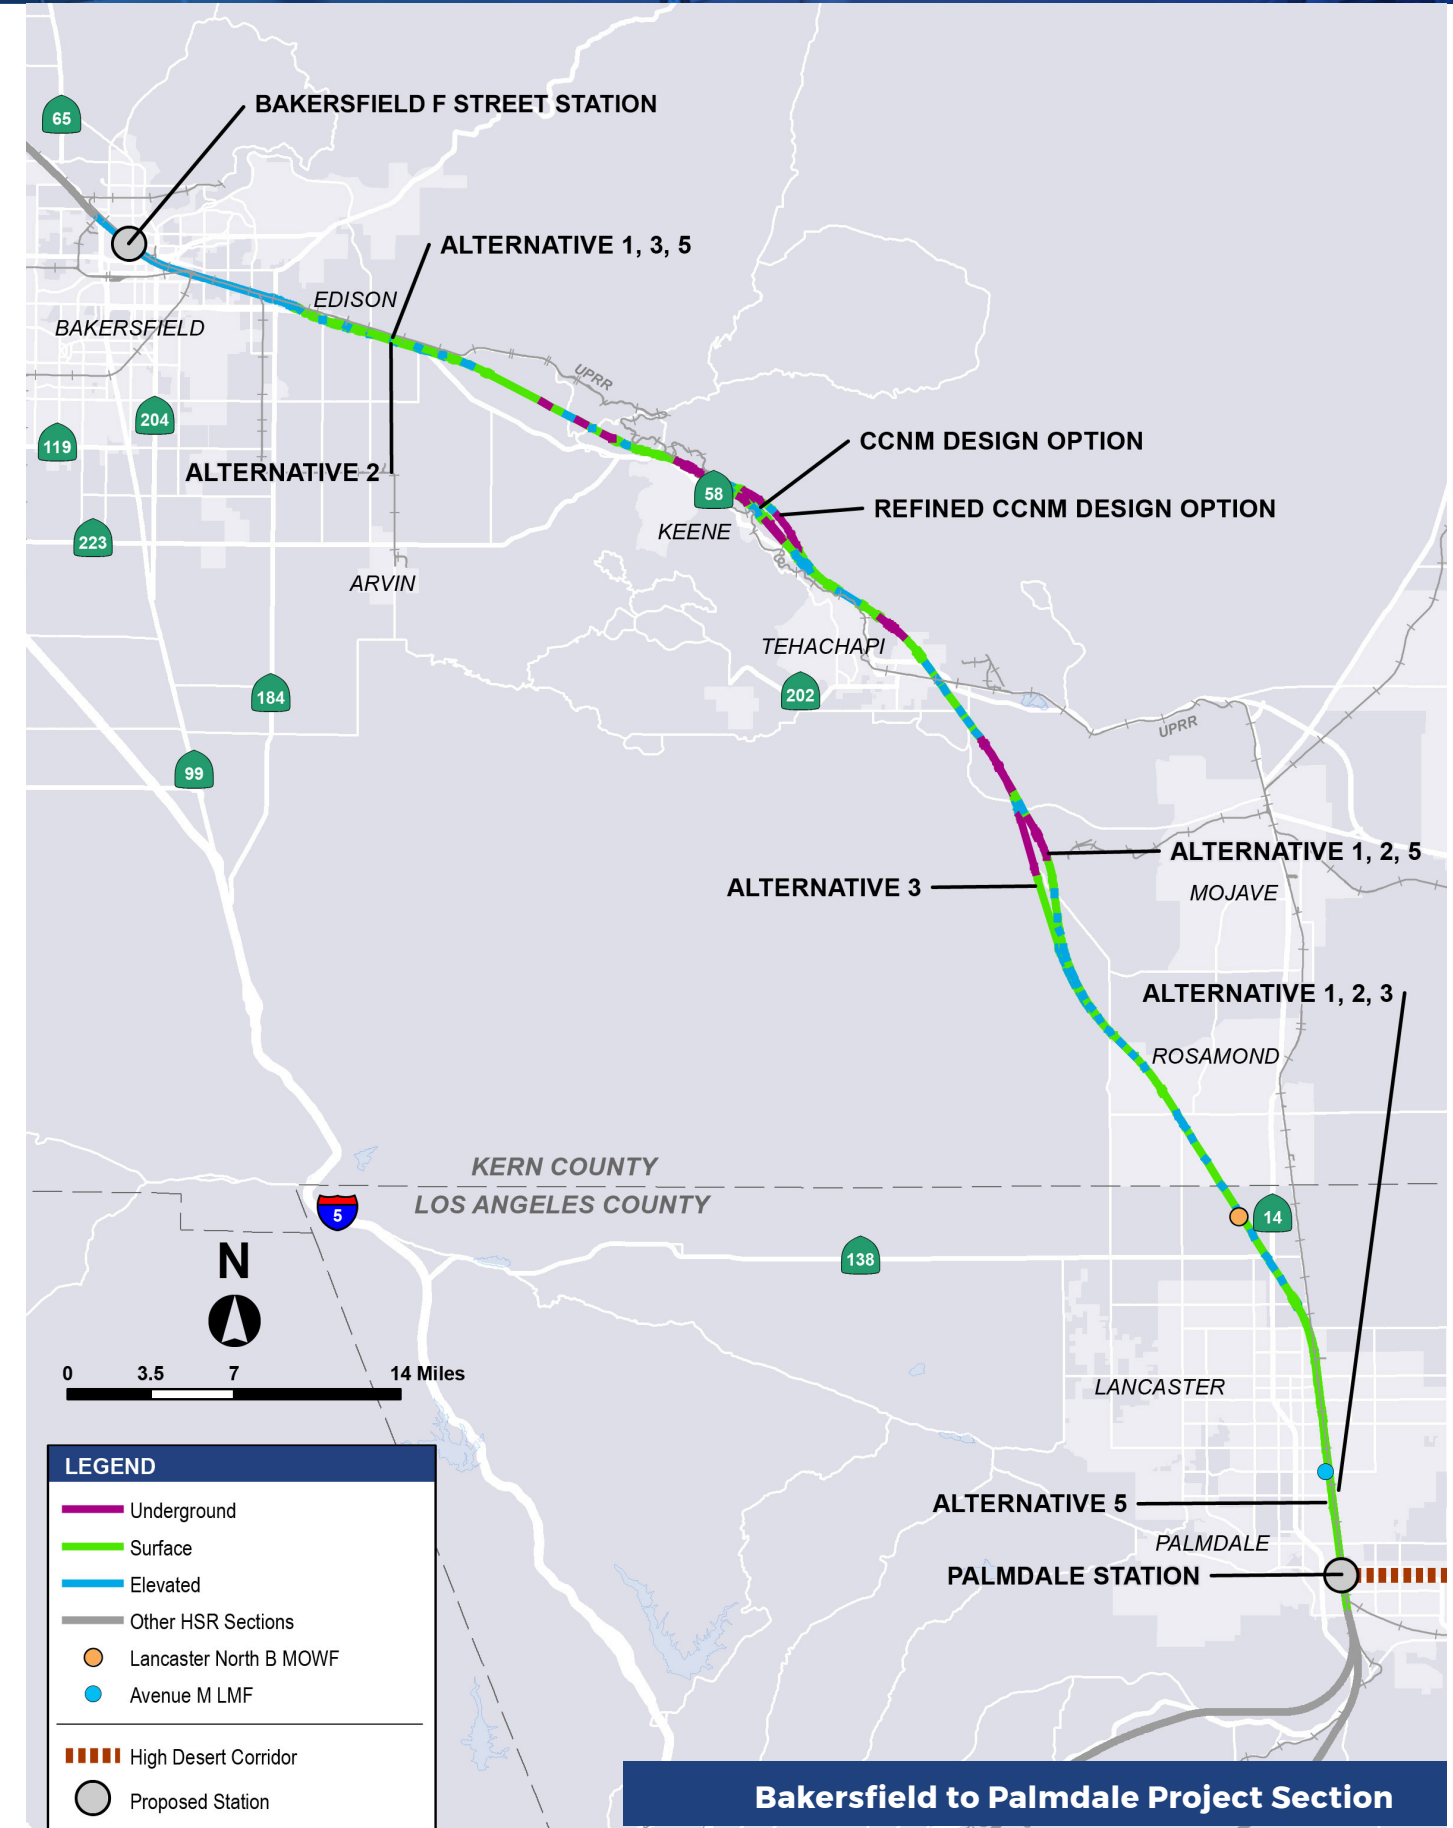 65
BAKERSFIELD F STREET STATION
ALTERNATIVE 1, 3, 5
EDISON
BAKERSFIELD
UPRR
204
119
CCNM DESIGN OPTION
ALTERNATIVE 2
58
REFINED CCNM DESIGN OPTION
KEENE
223
ARVIN
TEHACHAPI
184
202
UPRR
99
ALTERNATIVE 1, 2, 5
ALTERNATIVE 3
MOJAVE
ALTERNATIVE 1, 2, 3
ROSAMOND
KERN COUNTY
LOS ANGELES COUNTY
5
14
N
138
0 3.5 7 14 Miles
LANCASTER
ALTERNATIVE 5
PALMDALE
PALMDALE STATION
LEGEND
Underground
Surface
Elevated
Other HSR Sections
Lancaster North B MOWF
Avenue M LMF
High Desert Corridor
Proposed Station
Bakersfield to Palmdale Project Section